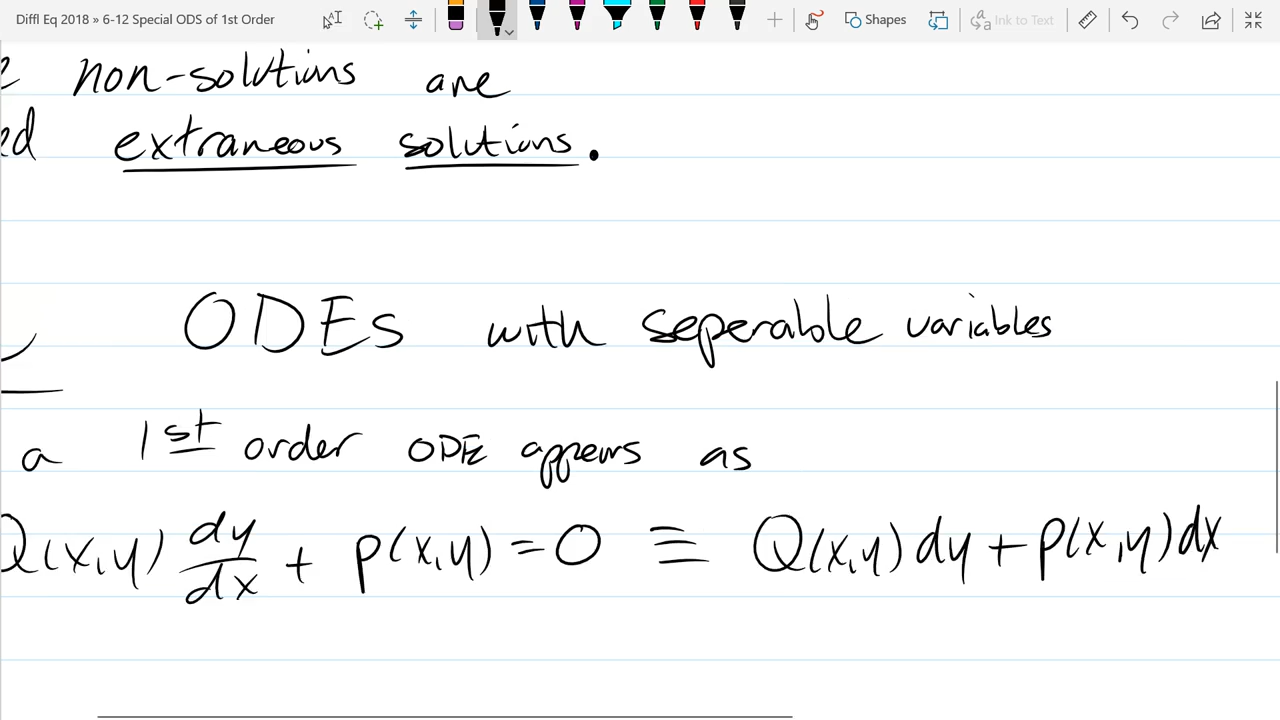 Diffl Eq 2018 » 6-12 Special ODS of 1st Order
Shapes
Ink to Text
non-solutions are
ed extraneous solutions.
ODEs with seperable variables
a 1st order ODE appears as
Q(x,y) dy/dx + p(x,y) = 0 ≡ Q(x,y) dy + p(x,y) dx